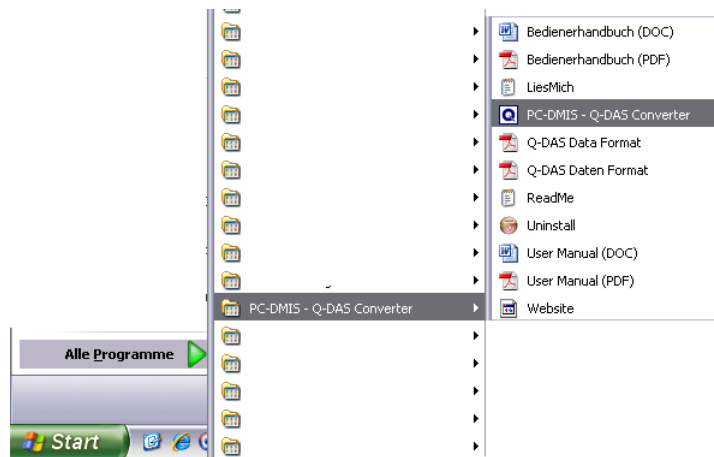 Bedienerhandbuch (DOC)
Bedienerhandbuch (PDF)
LiesMich
PC-DMIS - Q-DAS Converter
Q-DAS Data Format
Q-DAS Daten Format
ReadMe
Uninstall
User Manual (DOC)
User Manual (PDF)
Website
PC-DMIS - Q-DAS Converter
Alle Programme
Start